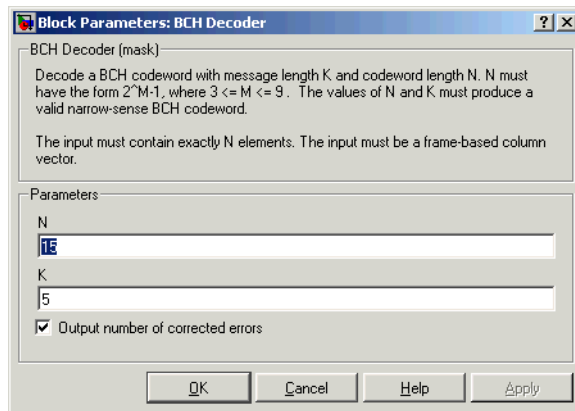 Block Parameters: BCH Decoder
BCH Decoder (mask)
Decode a BCH codeword with message length K and codeword length N. N must
have the form 2^M-1, where 3 <= M <= 9 . The values of N and K must produce a
valid narrow-sense BCH codeword.
The input must contain exactly N elements. The input must be a frame-based column
vector.
Parameters
N
15
K
5
Output number of corrected errors
OK Cancel Help Apply